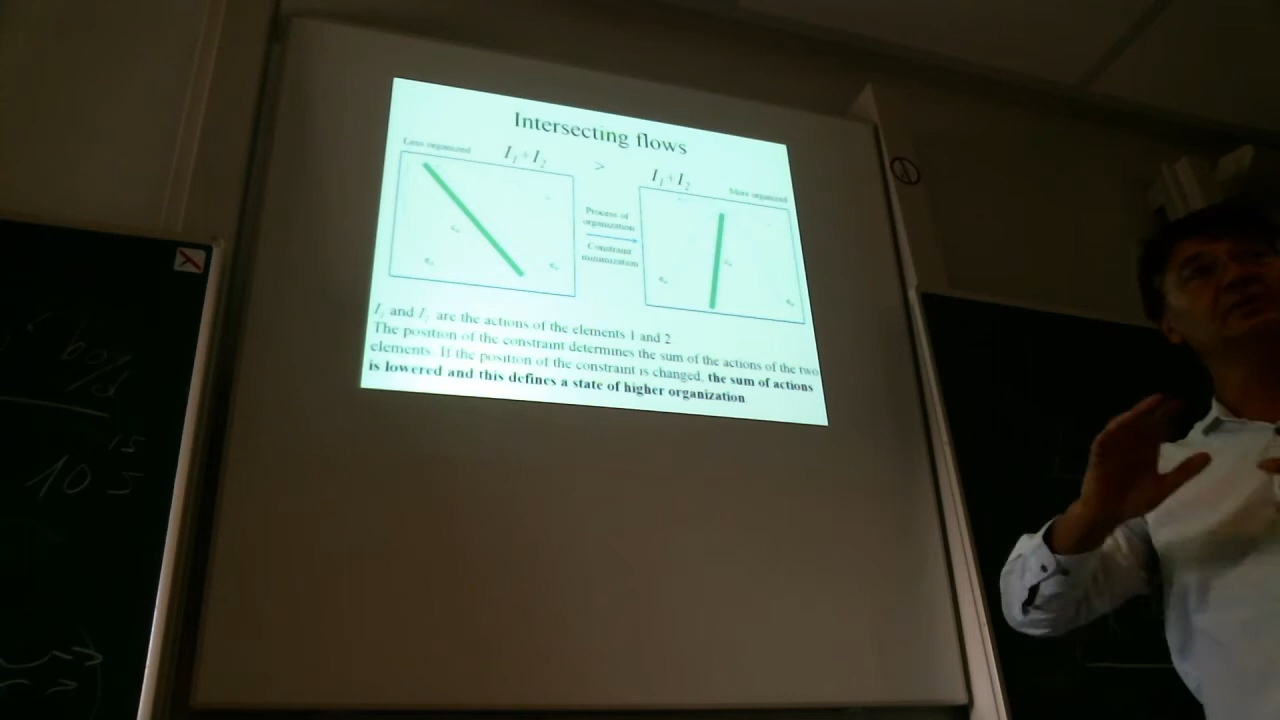 Intersecting flows
Less organized
I₁+I₂
>
I₁+I₂
More organized
Process of
organization
Constraint
minimization
I₁ and I₂ are the actions of the elements 1 and 2
The position of the constraint determines the sum of the actions of the two
elements. If the position of the constraint is changed, the sum of actions
is lowered and this defines a state of higher organization
10